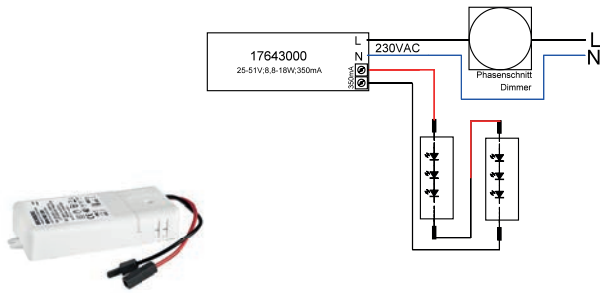 L
N
230VAC
L
N
17643000
25-51V;8,8-18W;350mA
350mA
Phasenschnitt
Dimmer